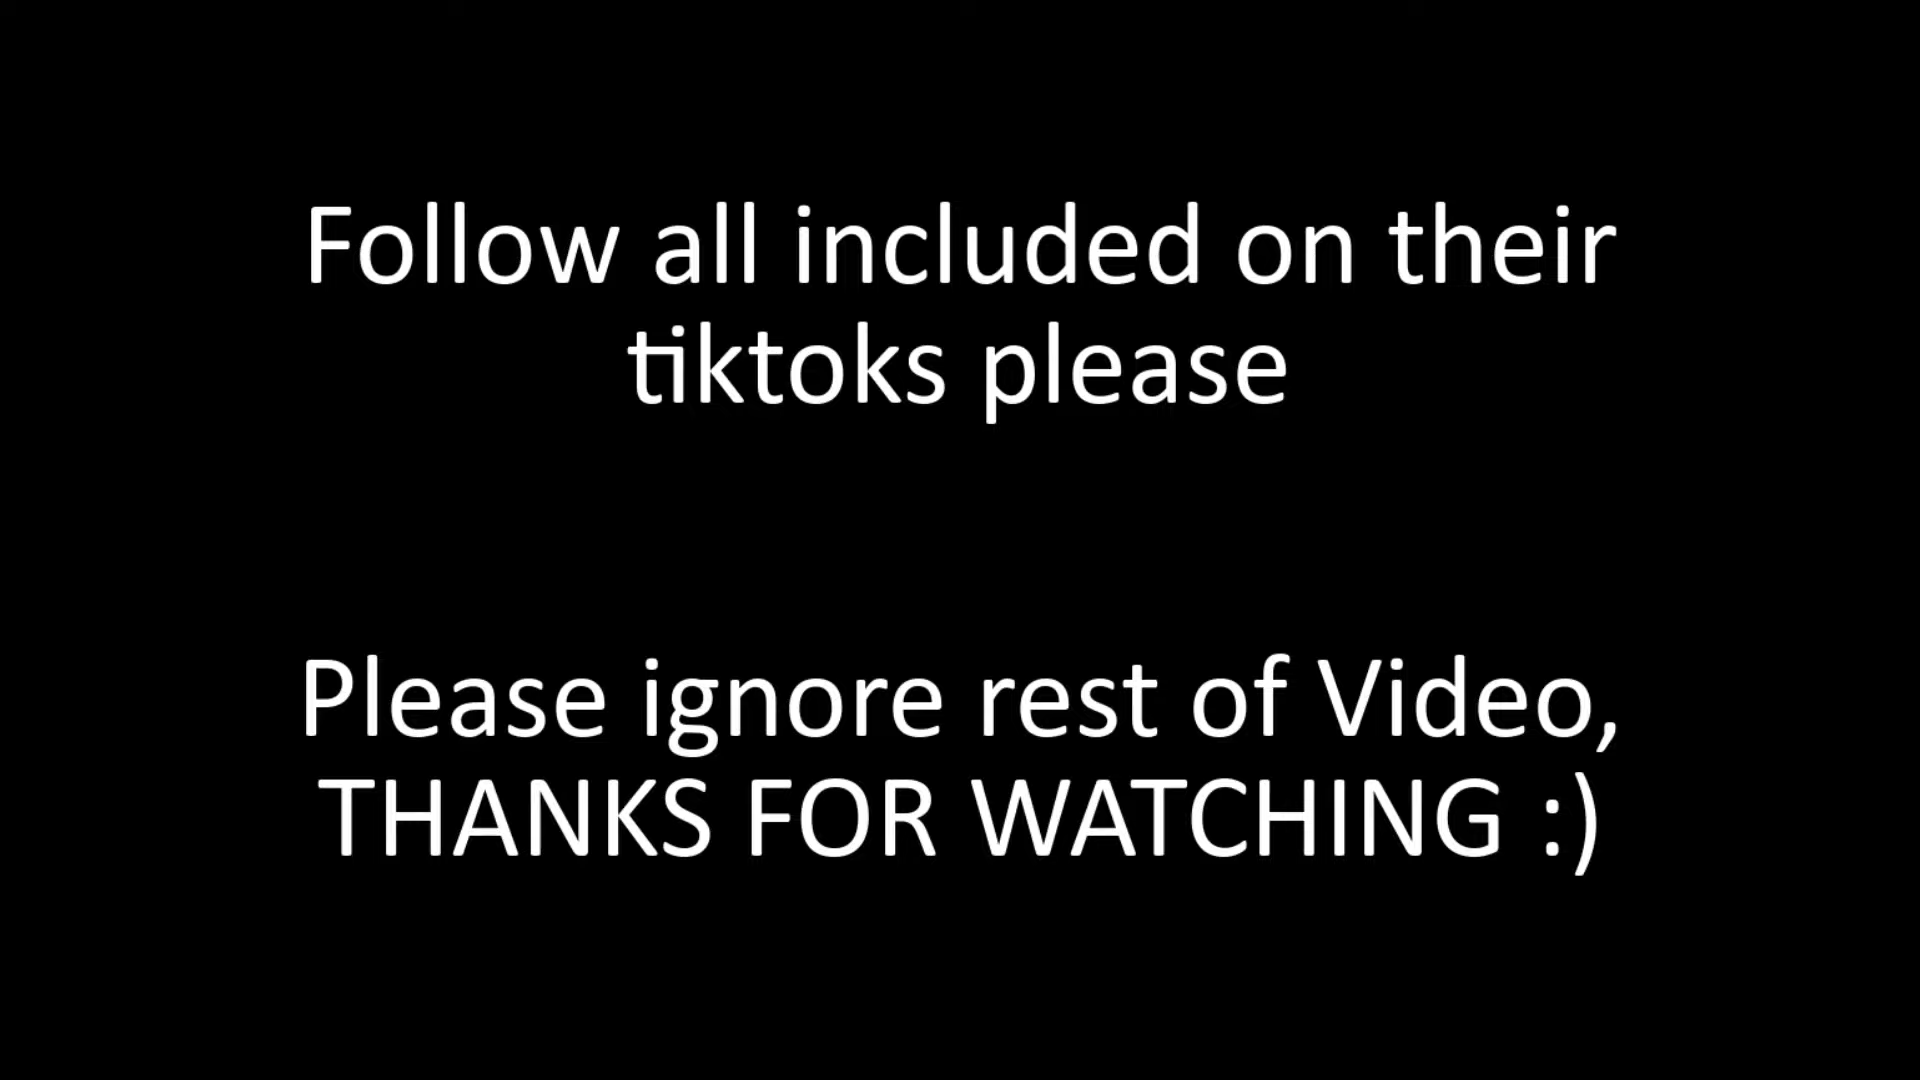 Follow all included on their
tiktoks please
Please ignore rest of Video,
THANKS FOR WATCHING :)